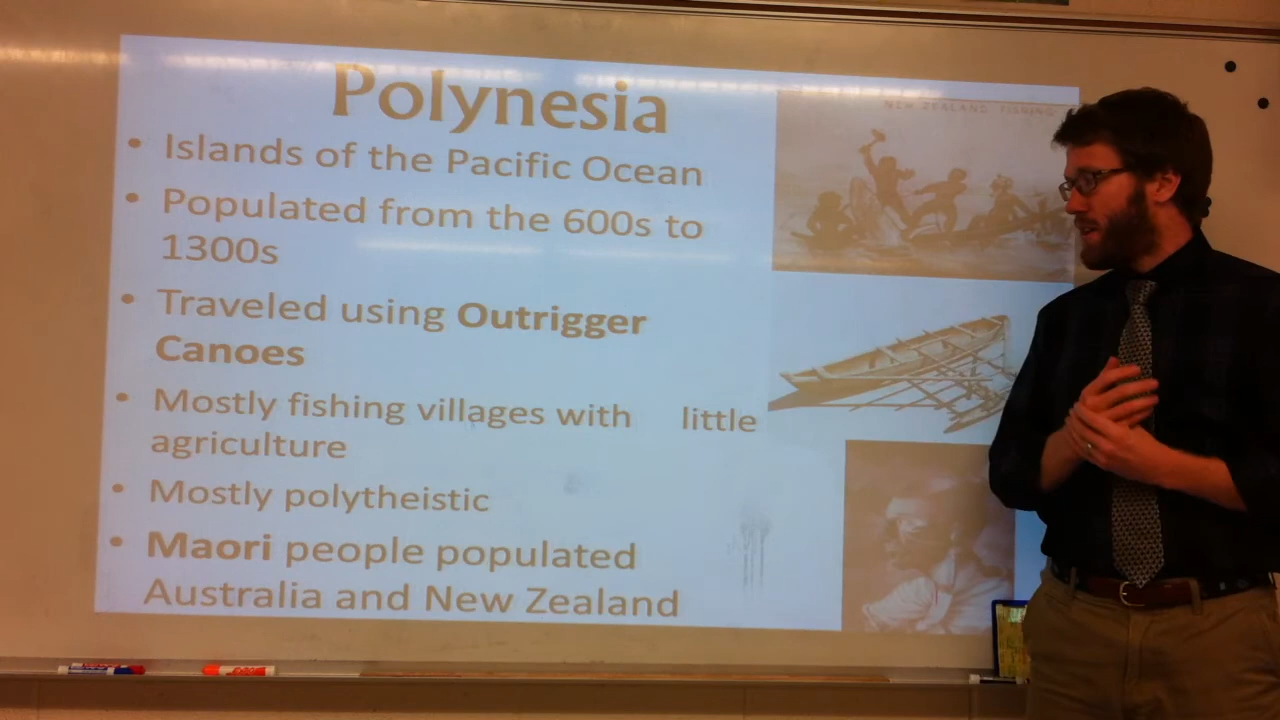 Polynesia
• Islands of the Pacific Ocean
• Populated from the 600s to
1300s
• Traveled using Outrigger
Canoes
• Mostly fishing villages with little
agriculture
• Mostly polytheistic
• Maori people populated
Australia and New Zealand
NEW ZEALAND FISHING